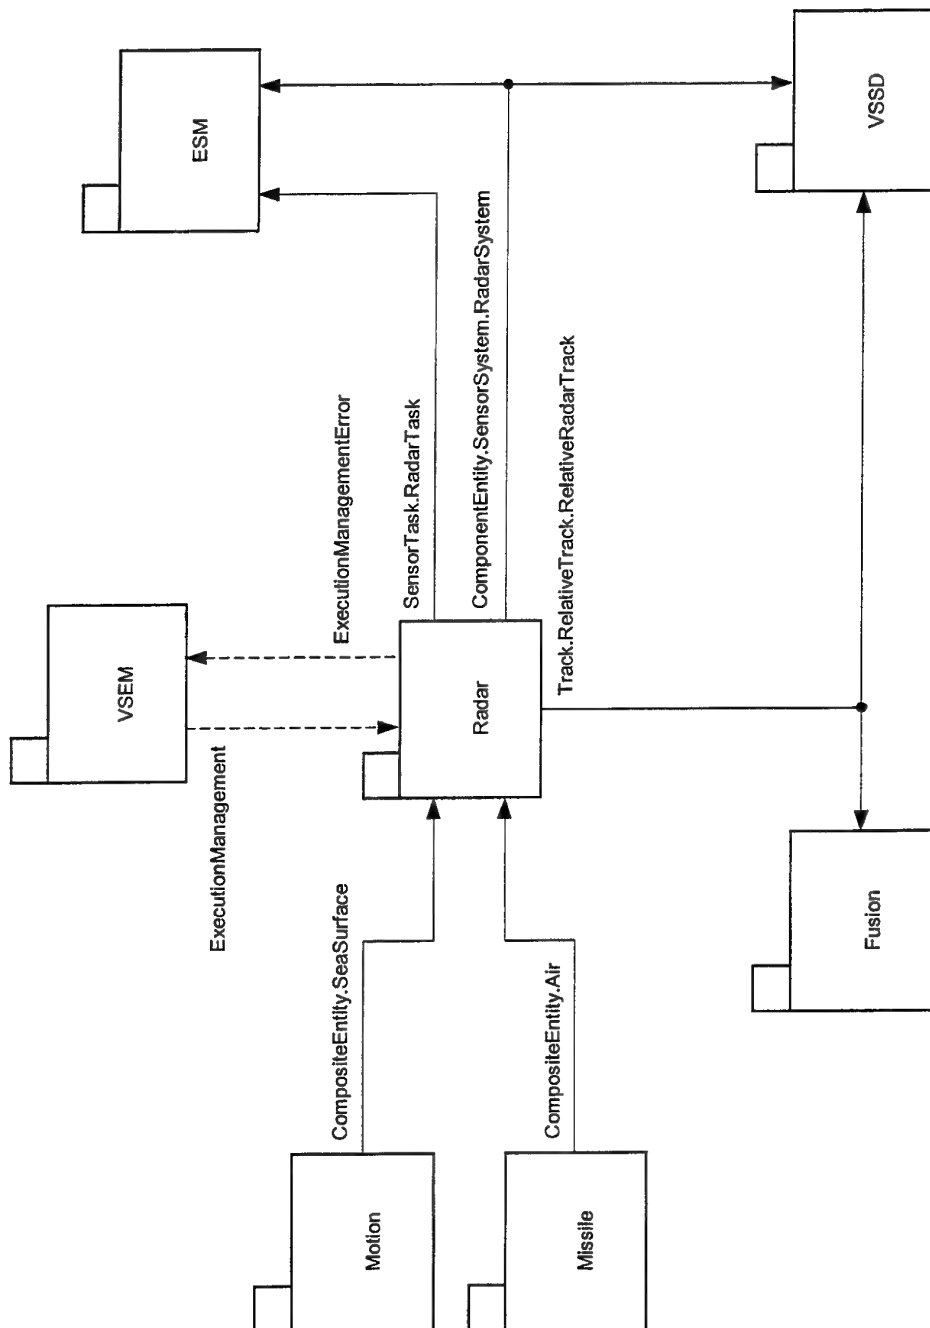 VSEM
ESM
ExecutionManagement
ExecutionManagementError
CompositeEntity.SeaSurface
SensorTask.RadarTask
Motion
Radar
ComponentEntity.SensorSystem.RadarSystem
CompositeEntity.Air
Track.RelativeTrack.RelativeRadarTrack
Missile
Fusion
VSSD